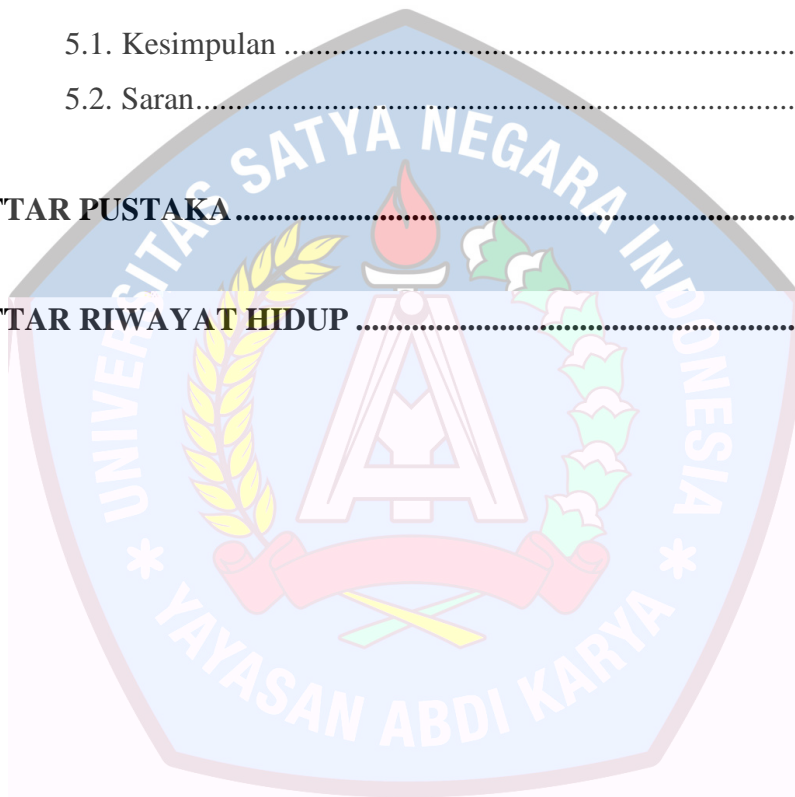 5.1. Kesimpulan ............................................................
5.2. Saran......................................................................
TAR PUSTAKA..............................................................
TAR RIWAYAT HIDUP ................................................
UNIVERSITAS SATYA NEGARA INDONESIA
* YAYASAN ABDI KARYA *